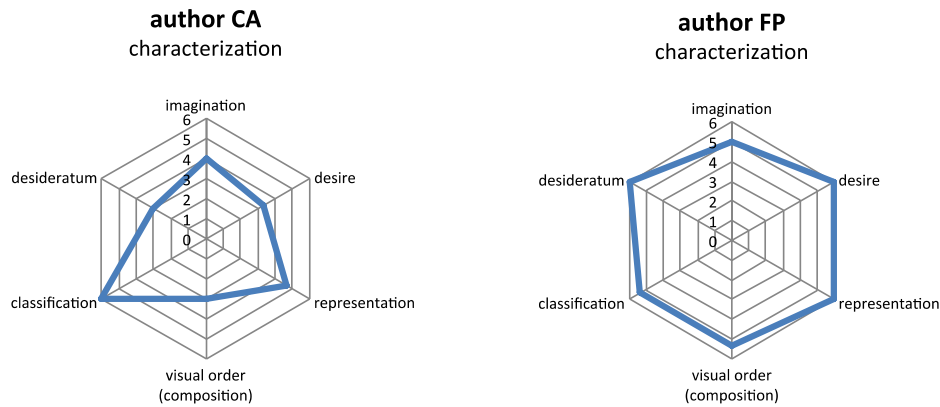 author CA
characterization
imagination
6
5
4
3
2
1
0
desideratum
desire
classification
representation
visual order
(composition)
author FP
characterization
imagination
6
5
4
3
2
1
0
desideratum
desire
classification
representation
visual order
(composition)